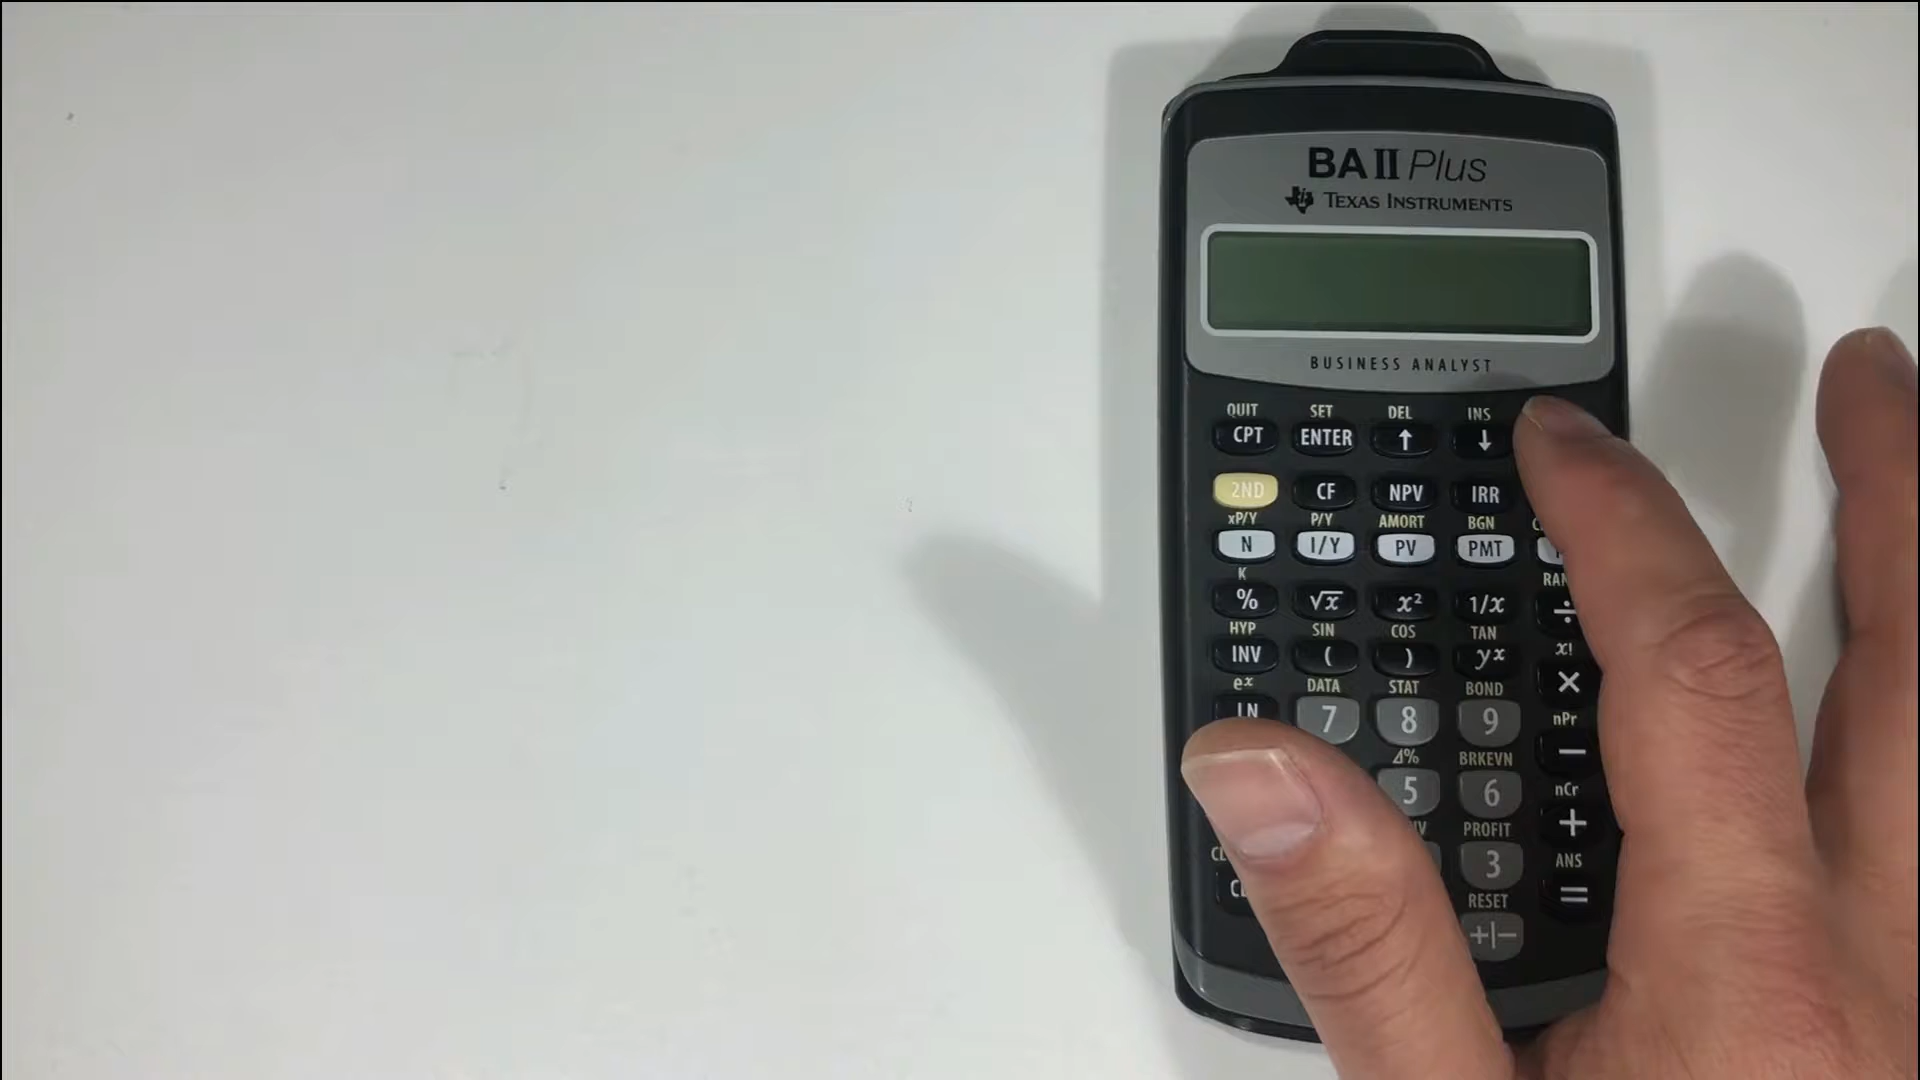 BA II Plus
TEXAS INSTRUMENTS
BUSINESS ANALYST
QUIT SET DEL INS
CPT ENTER ↑ ↓
2ND CF NPV IRR
xP/Y P/Y AMORT BGN
N I/Y PV PMT
K
% √x x² 1/x ÷
HYP SIN COS TAN x!
INV ( ) yˣ ×
eˣ DATA STAT BOND nPr
LN 7 8 9 −
Δ% BRKEVN nCr
5 6 +
PROFIT ANS
3 =
RESET
+|−